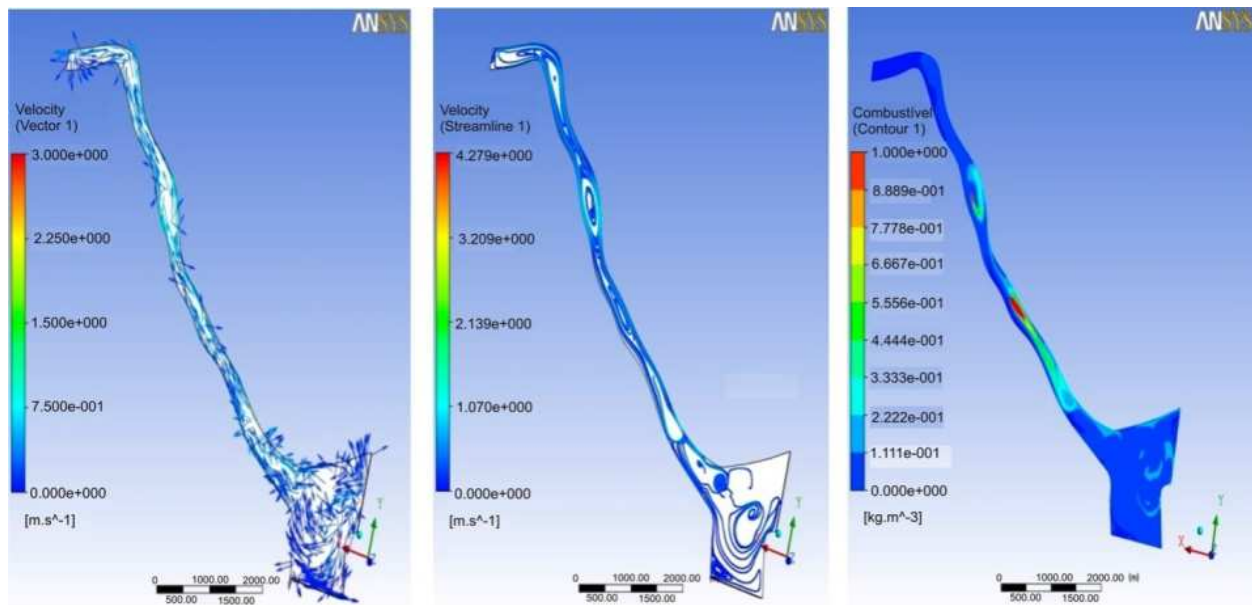 ANSYS
Velocity
(Vector 1)
3.000e+000
2.250e+000
1.500e+000
7.500e-001
0.000e+000
[m.s^-1]
Y
Z
0 1000.00 2000.00
500.00 1500.00
ANSYS
Velocity
(Streamline 1)
4.279e+000
3.209e+000
2.139e+000
1.070e+000
0.000e+000
[m.s^-1]
Y
Z
0 1000.00 2000.00
500.00 1500.00
ANSYS
Combustível
(Contour 1)
1.000e+000
8.889e-001
7.778e-001
6.667e-001
5.556e-001
4.444e-001
3.333e-001
2.222e-001
1.111e-001
0.000e+000
[kg.m^-3]
Y
X
Z
0 1000.00 2000.00 (m)
500.00 1500.00